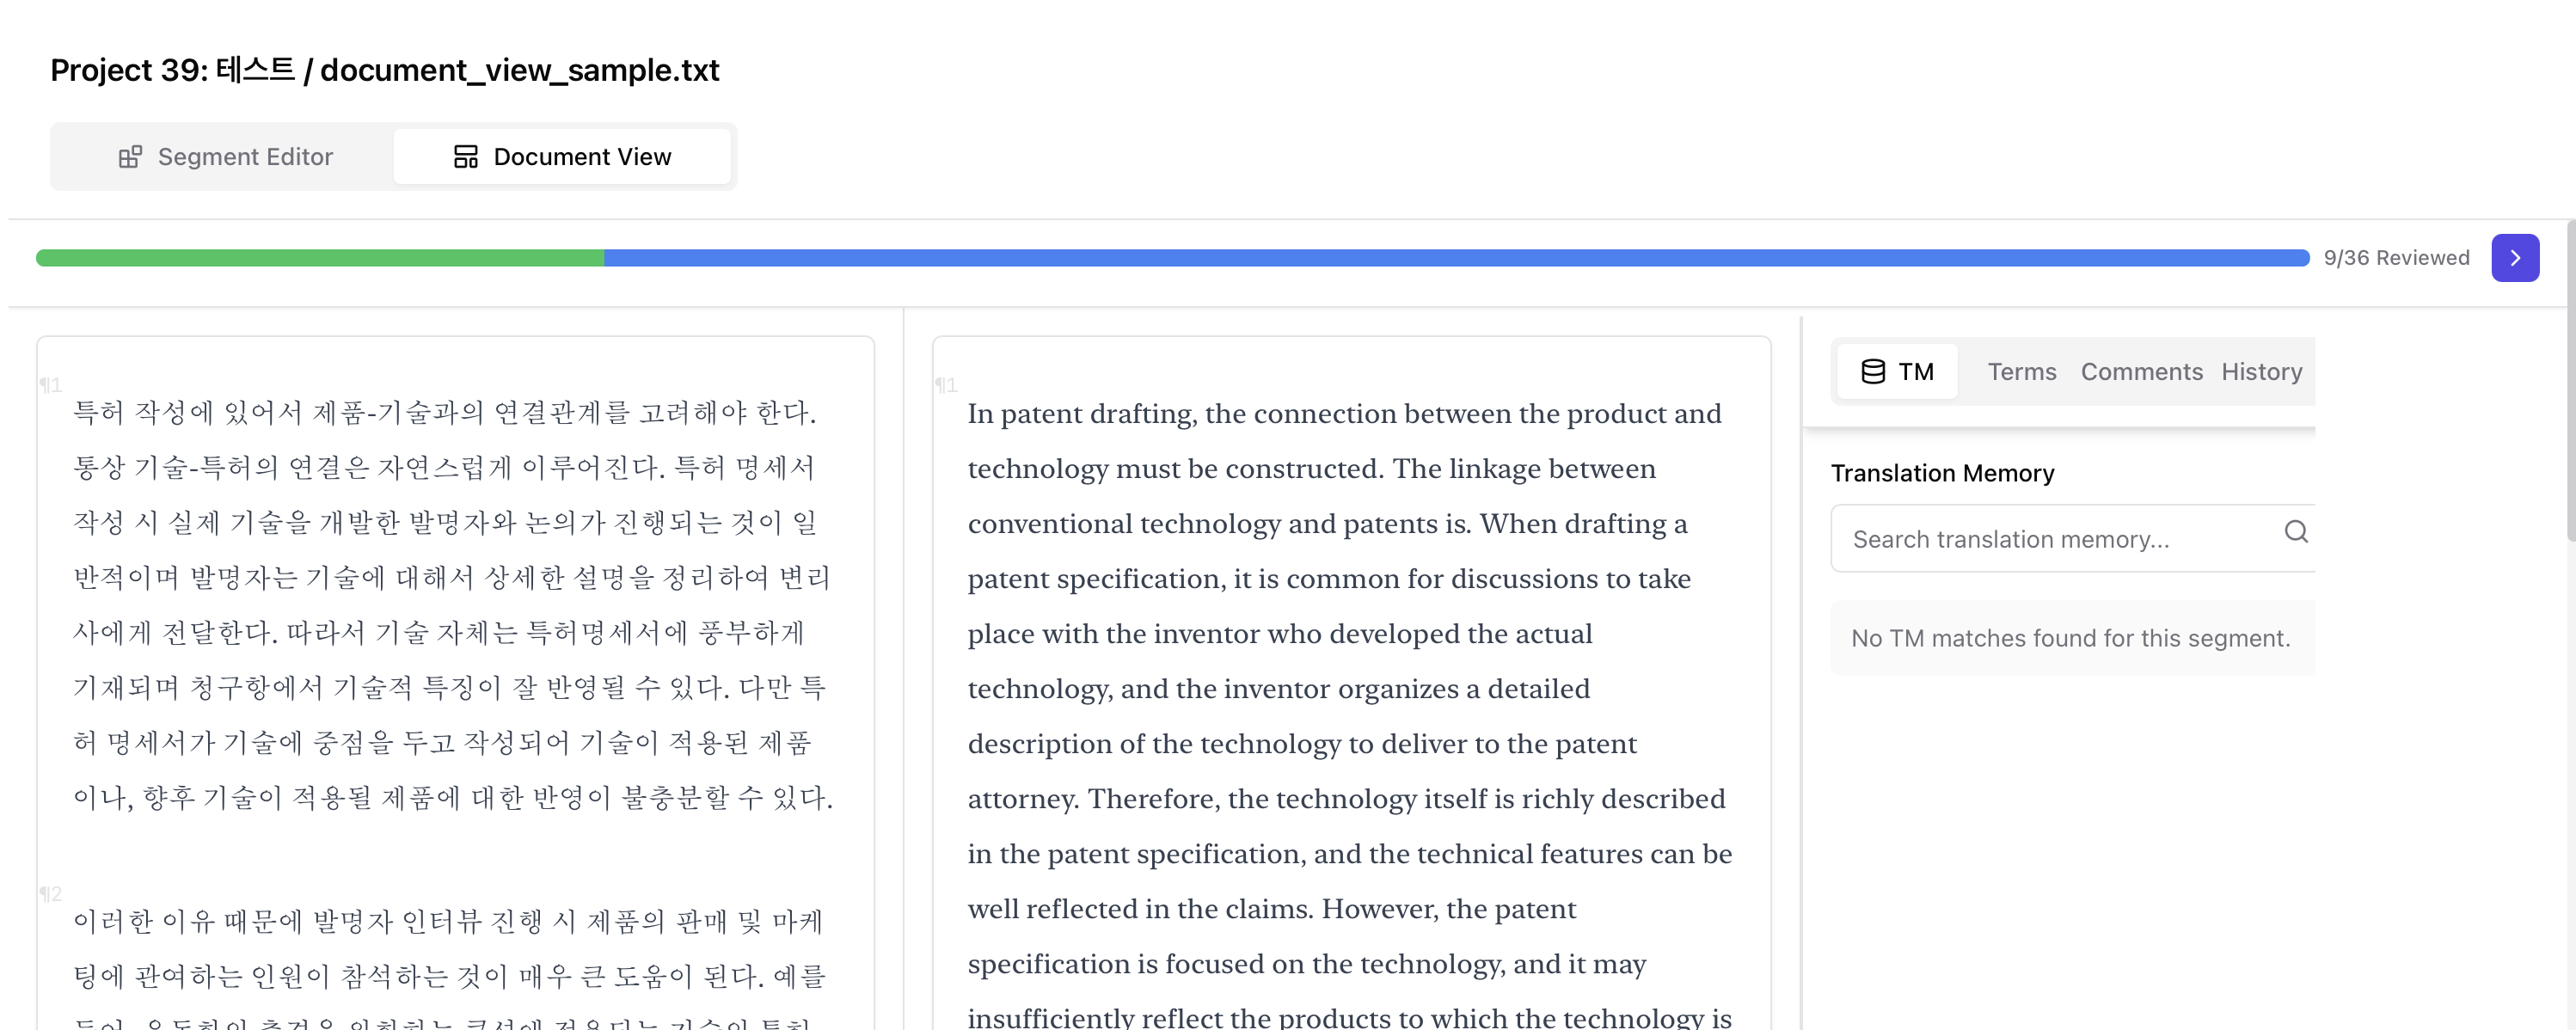 Project 39: 테스트 / document_view_sample.txt
Segment Editor
Document View
9/36 Reviewed
¶1
특허 작성에 있어서 제품-기술과의 연결관계를 고려해야 한다.
통상 기술-특허의 연결은 자연스럽게 이루어진다. 특허 명세서
작성 시 실제 기술을 개발한 발명자와 논의가 진행되는 것이 일
반적이며 발명자는 기술에 대해서 상세한 설명을 정리하여 변리
사에게 전달한다. 따라서 기술 자체는 특허명세서에 풍부하게
기재되며 청구항에서 기술적 특징이 잘 반영될 수 있다. 다만 특
허 명세서가 기술에 중점을 두고 작성되어 기술이 적용된 제품
이나, 향후 기술이 적용될 제품에 대한 반영이 불충분할 수 있다.
¶2
이러한 이유 때문에 발명자 인터뷰 진행 시 제품의 판매 및 마케
팅에 관여하는 인원이 참석하는 것이 매우 큰 도움이 된다. 예를
¶1
In patent drafting, the connection between the product and
technology must be constructed. The linkage between
conventional technology and patents is. When drafting a
patent specification, it is common for discussions to take
place with the inventor who developed the actual
technology, and the inventor organizes a detailed
description of the technology to deliver to the patent
attorney. Therefore, the technology itself is richly described
in the patent specification, and the technical features can be
well reflected in the claims. However, the patent
specification is focused on the technology, and it may
insufficiently reflect the products to which the technology is
TM
Terms
Comments
History
Translation Memory
Search translation memory...
No TM matches found for this segment.